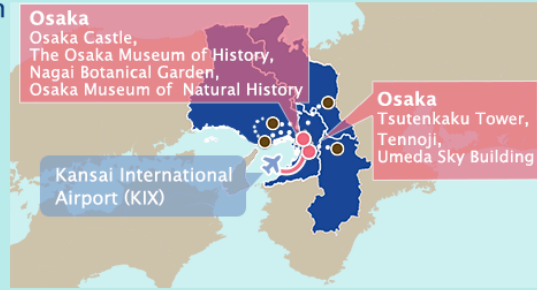 Osaka
Osaka Castle,
The Osaka Museum of History,
Nagai Botanical Garden,
Osaka Museum of Natural History
Osaka
Tsutenkaku Tower,
Tennoji,
Umeda Sky Building
Kansai International
Airport (KIX)